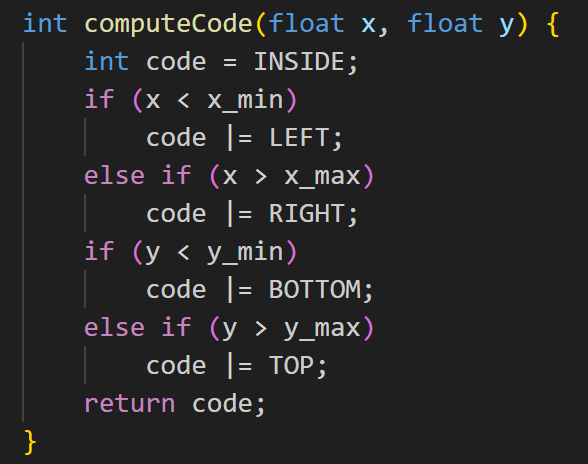 int computeCode(float x, float y) {
    int code = INSIDE;
    if (x < x_min)
        code |= LEFT;
    else if (x > x_max)
        code |= RIGHT;
    if (y < y_min)
        code |= BOTTOM;
    else if (y > y_max)
        code |= TOP;
    return code;
}